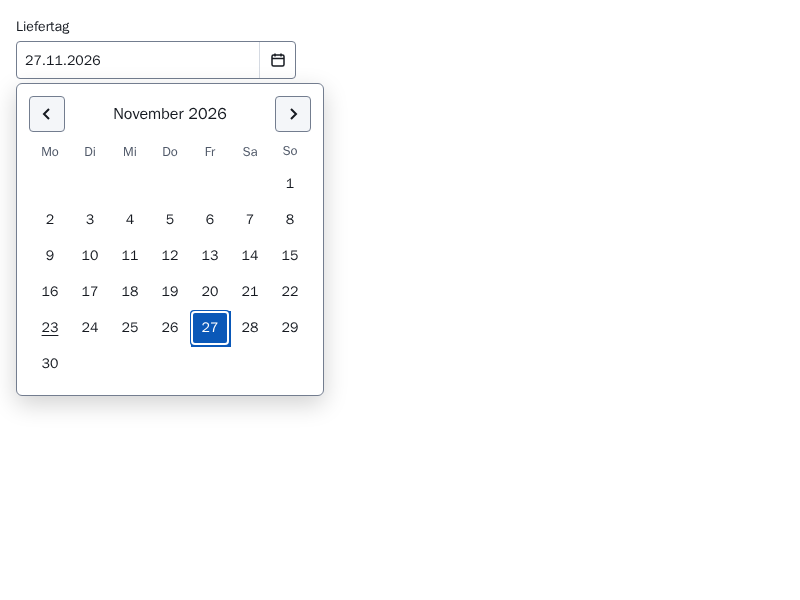 Liefertag
27.11.2026
November 2026
Mo Di Mi Do Fr Sa So
1
2 3 4 5 6 7 8
9 10 11 12 13 14 15
16 17 18 19 20 21 22
23 24 25 26 27 28 29
30